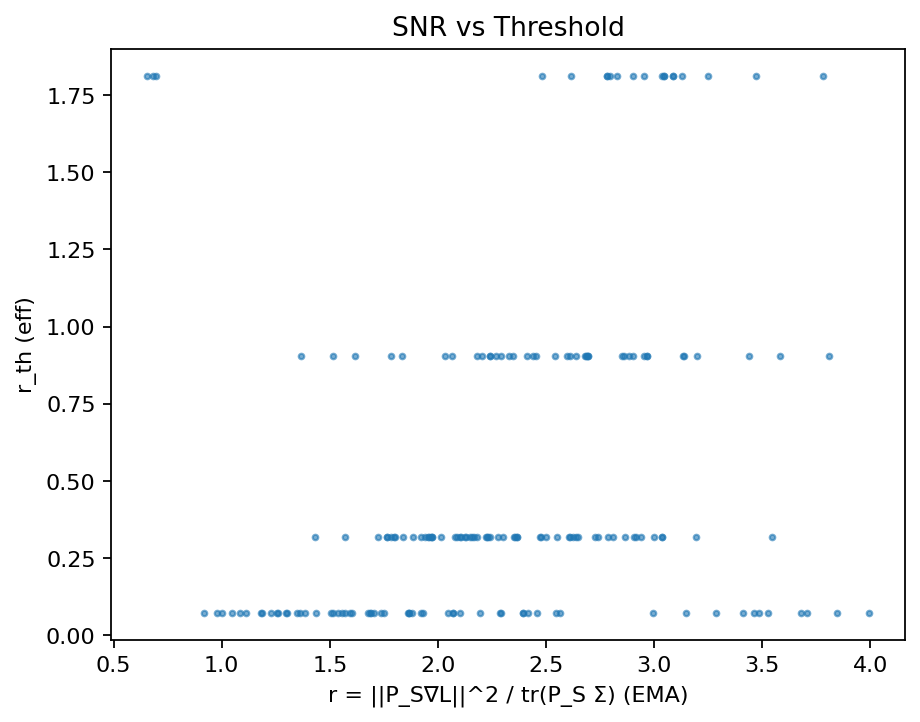 SNR vs Threshold
r_th (eff)
1.75
1.50
1.25
1.00
0.75
0.50
0.25
0.00
0.5 1.0 1.5 2.0 2.5 3.0 3.5 4.0
r = ||P_S∇L||^2 / tr(P_S Σ) (EMA)